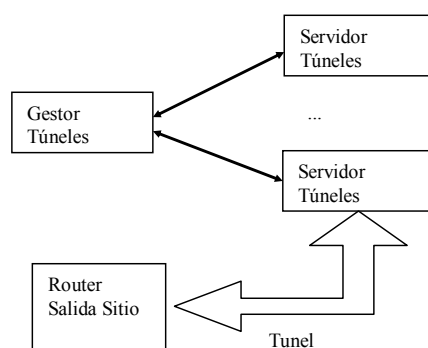 Servidor
Túneles
Gestor
Túneles
...
Servidor
Túneles
Router
Salida Sitio
Tunel